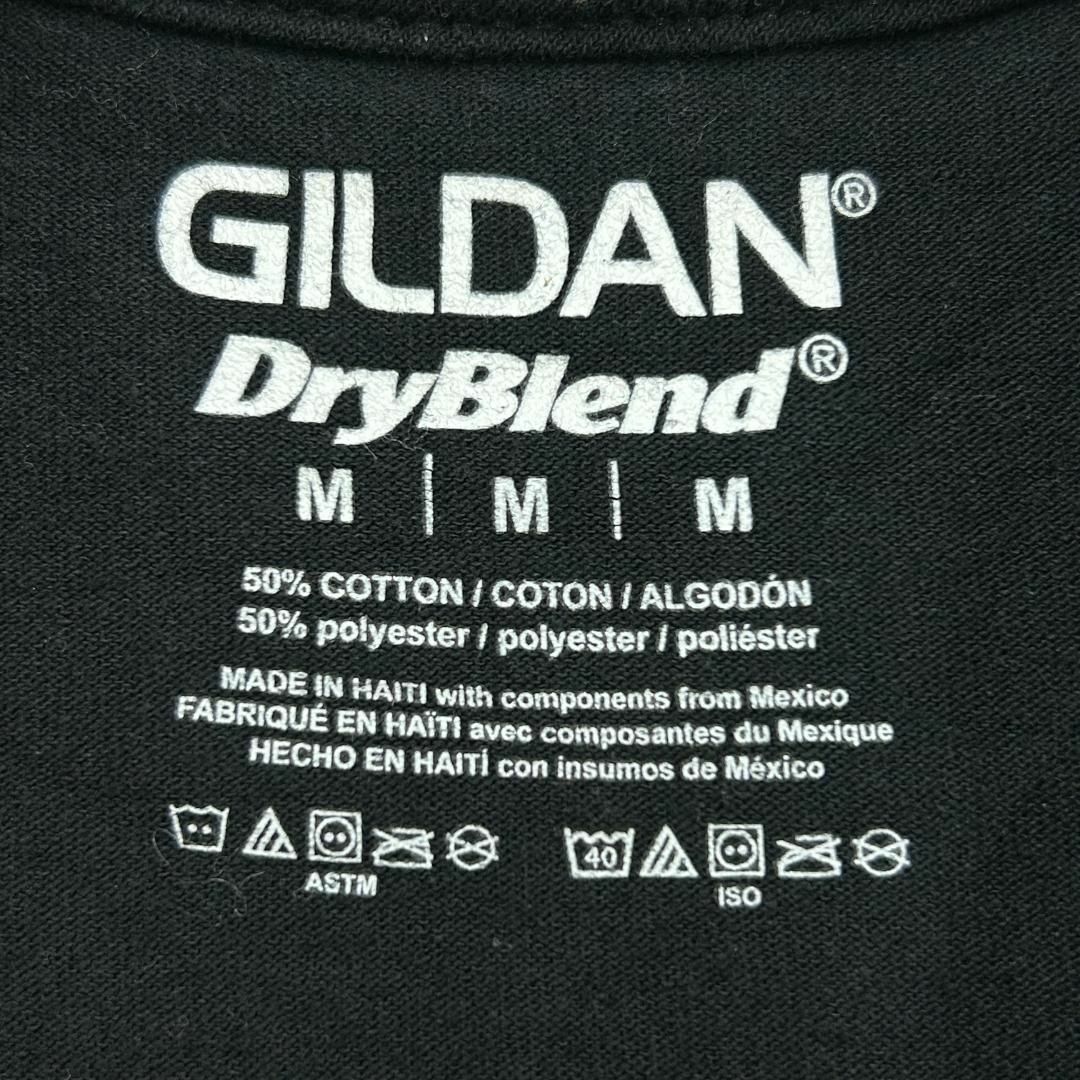 GILDAN®
DryBlend®
M | M | M
50% COTTON / COTON / ALGODÓN
50% polyester / polyester / poliéster
MADE IN HAITI with components from Mexico
FABRIQUÉ EN HAÏTI avec composantes du Mexique
HECHO EN HAITÍ con insumos de México
40
ASTM
ISO